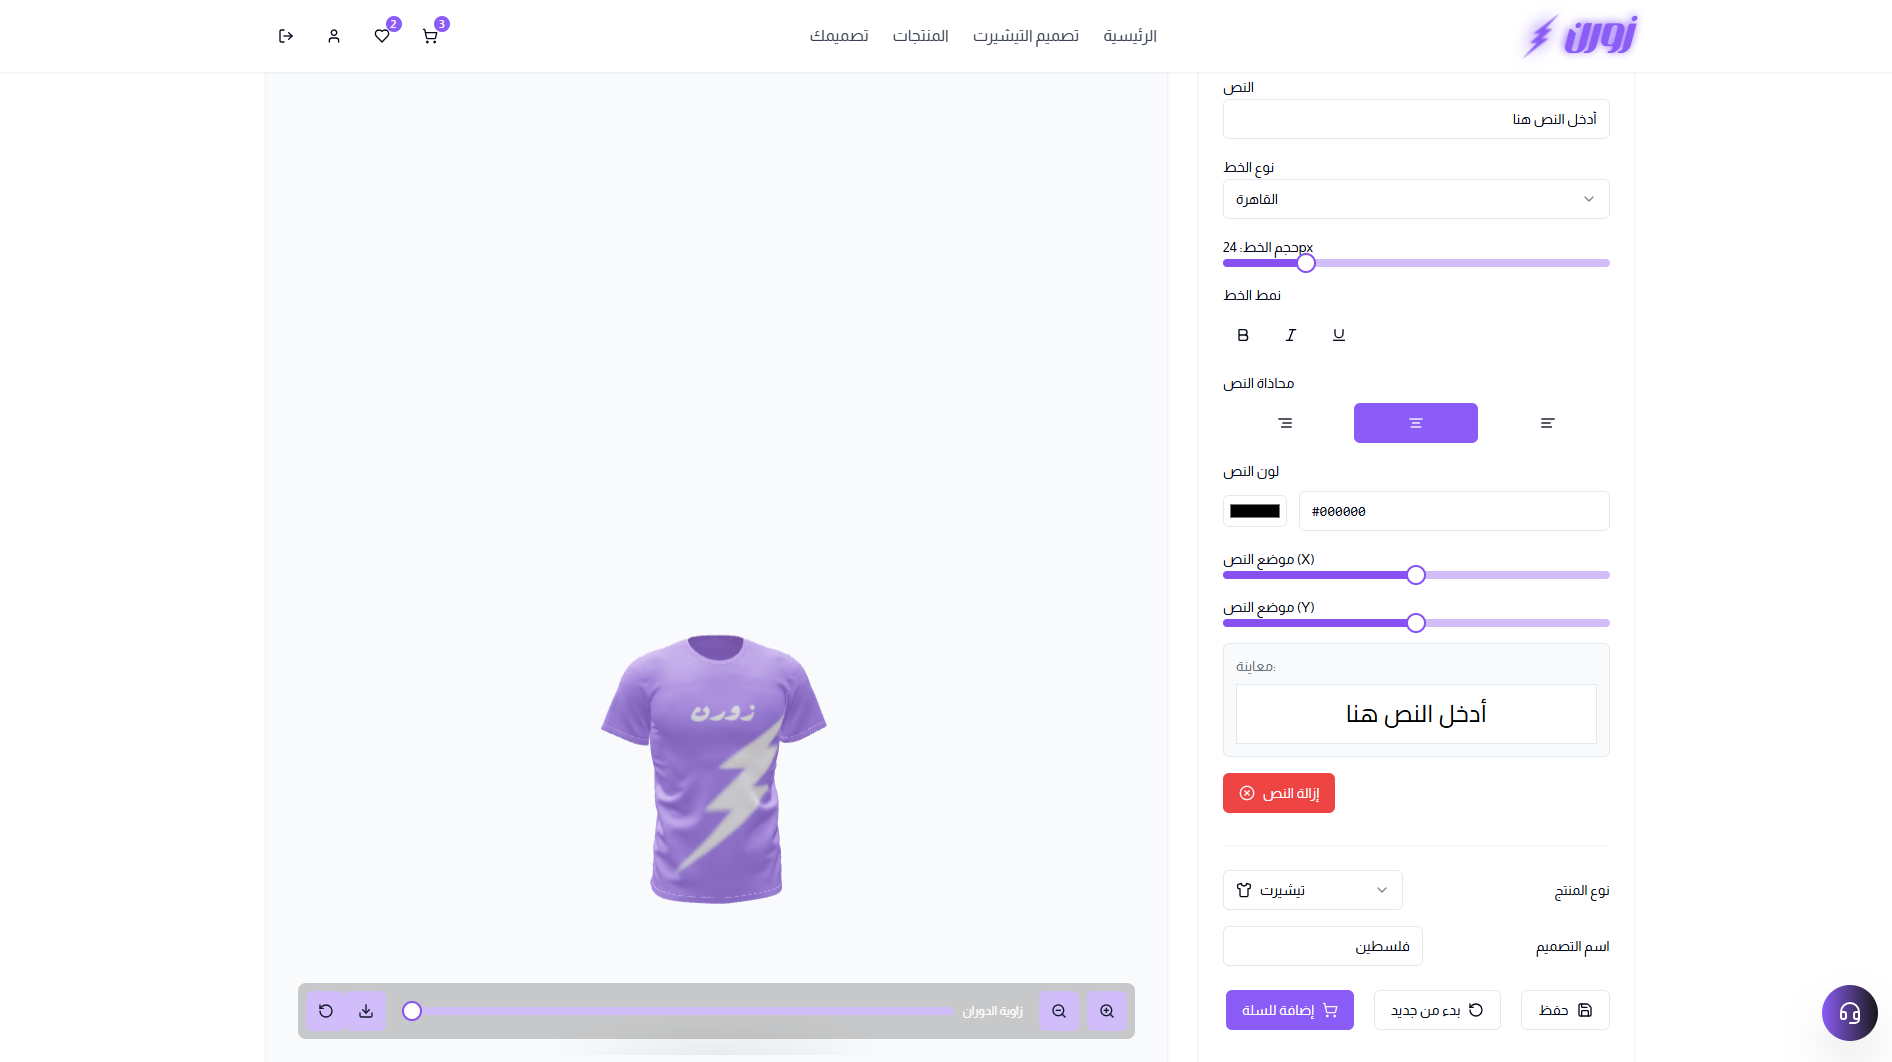 زورن
الرئيسية
تصميم التيشيرت
المنتجات
تصميمك
3
2
النص
أدخل النص هنا
نوع الخط
القاهرة
حجم الخط: 24px
نمط الخط
B I U
محاذاة النص
لون النص
#000000
موضع النص (X)
موضع النص (Y)
معاينة:
أدخل النص هنا
إزالة النص
نوع المنتج
تيشيرت
اسم التصميم
فلسطين
حفظ
بدء من جديد
إضافة للسلة
زورن
زاوية الدوران